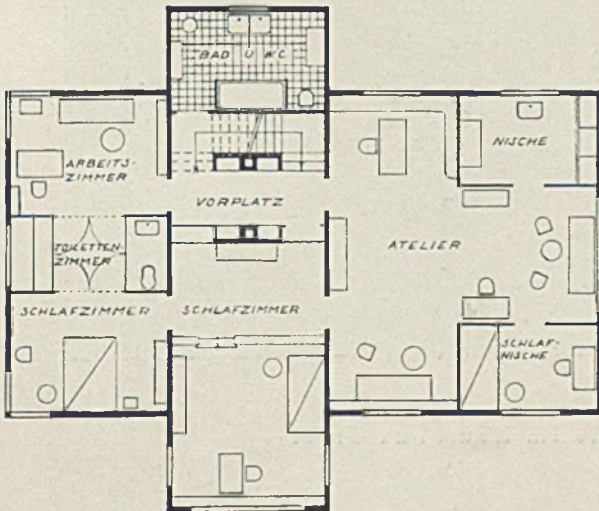 BAD U WC
ARBEITS-
ZIMMER
NISCHE
VORPLATZ
TOILETTEN
ZIMMER
ATELIER
SCHLAFZIMMER
SCHLAFZIMMER
SCHLAF-
NISCHE